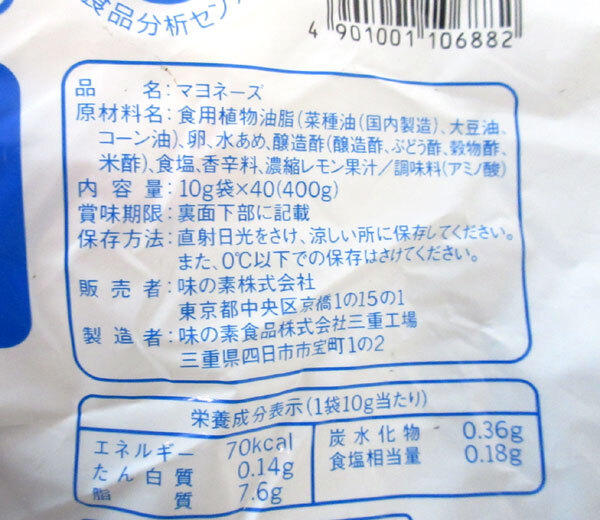 食品分析セン
4 901001 106882
品 名：マヨネーズ
原材料名：食用植物油脂（菜種油（国内製造）、大豆油、
コーン油）、卵、水あめ、醸造酢（醸造酢、ぶどう酢、穀物酢、
米酢）、食塩、香辛料、濃縮レモン果汁／調味料（アミノ酸）
内容量：10g袋×40(400g)
賞味期限：裏面下部に記載
保存方法：直射日光をさけ、涼しい所に保存してください。
また、0℃以下での保存はさけてください。
販売者：味の素株式会社
東京都中央区京橋1の15の1
製造者：味の素食品株式会社三重工場
三重県四日市市宝町1の2
栄養成分表示（1袋10g当たり）
エネルギー 70kcal
たん白質 0.14g
脂質 7.6g
炭水化物 0.36g
食塩相当量 0.18g